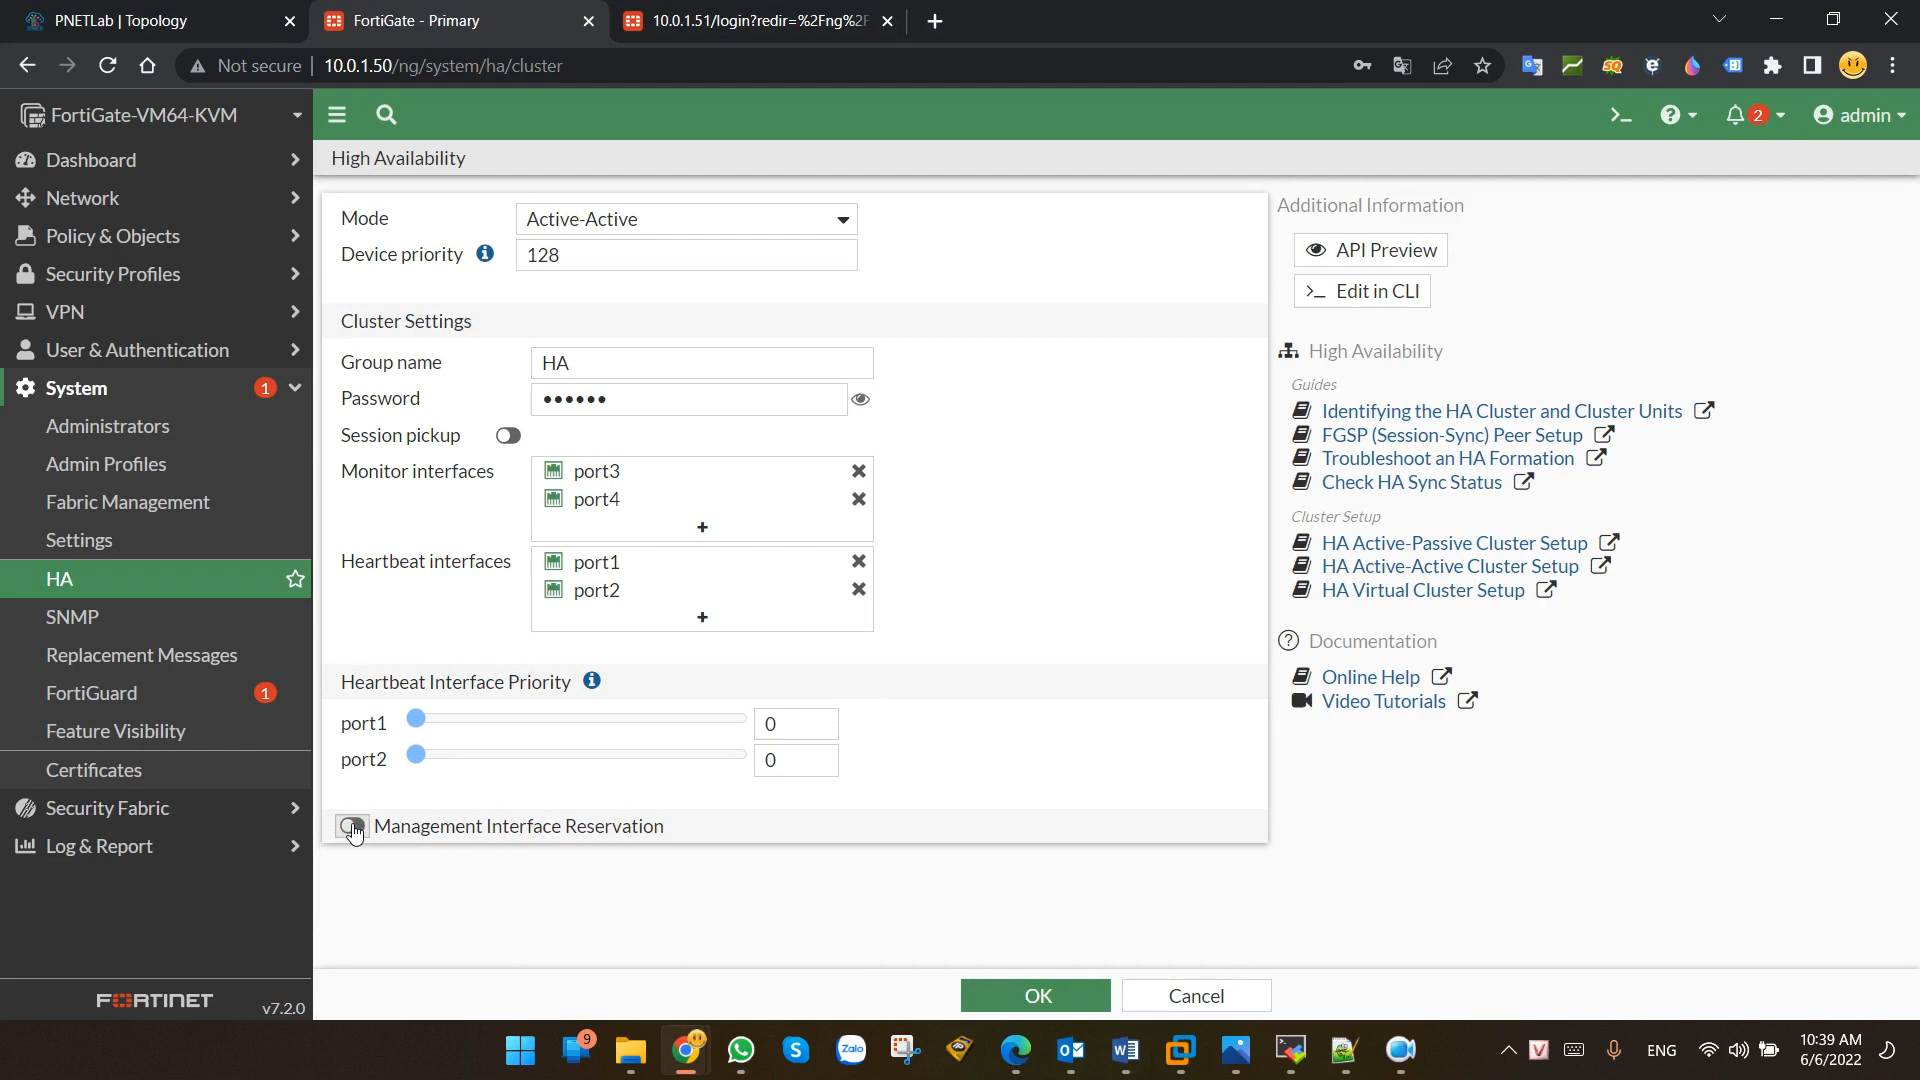 PNETLab | Topology
FortiGate - Primary
10.0.1.51/login?redir=%2Fng%2F
Not secure | 10.0.1.50/ng/system/ha/cluster
FortiGate-VM64-KVM
2
admin
High Availability
Dashboard
Network
Policy & Objects
Security Profiles
VPN
User & Authentication
System 1
Administrators
Admin Profiles
Fabric Management
Settings
HA
SNMP
Replacement Messages
FortiGuard 1
Feature Visibility
Certificates
Security Fabric
Log & Report
FORTINET v7.2.0
Mode Active-Active
Device priority 128
Cluster Settings
Group name HA
Password ••••••
Session pickup
Monitor interfaces port3
port4
+
Heartbeat interfaces port1
port2
+
Heartbeat Interface Priority
port1 0
port2 0
Management Interface Reservation
OK Cancel
Additional Information
API Preview
>_ Edit in CLI
High Availability
Guides
Identifying the HA Cluster and Cluster Units
FGSP (Session-Sync) Peer Setup
Troubleshoot an HA Formation
Check HA Sync Status
Cluster Setup
HA Active-Passive Cluster Setup
HA Active-Active Cluster Setup
HA Virtual Cluster Setup
Documentation
Online Help
Video Tutorials
9
Zalo
ENG
10:39 AM
6/6/2022